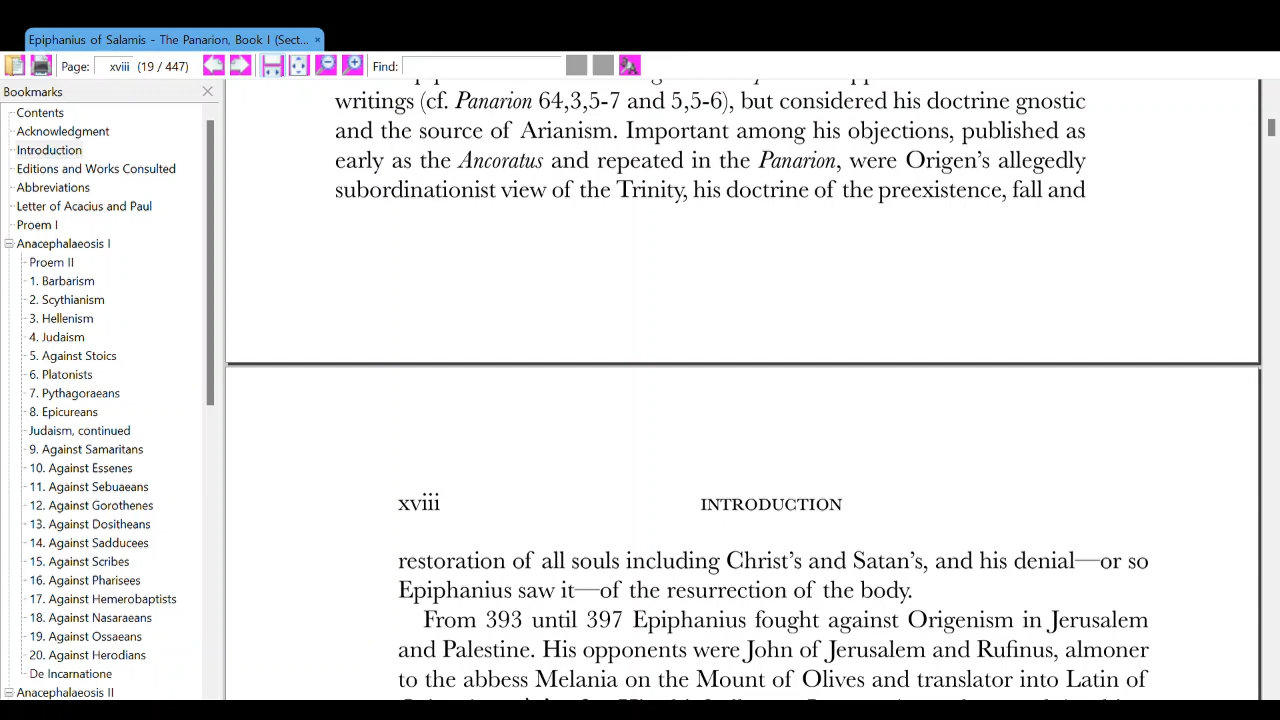 Epiphanius of Salamis - The Panarion, Book I (Sect... ×
Page: xviii (19 / 447) Find:
Bookmarks
Contents
Acknowledgment
Introduction
Editions and Works Consulted
Abbreviations
Letter of Acacius and Paul
Proem I
Anacephalaeosis I
Proem II
1. Barbarism
2. Scythianism
3. Hellenism
4. Judaism
5. Against Stoics
6. Platonists
7. Pythagoraeans
8. Epicureans
Judaism, continued
9. Against Samaritans
10. Against Essenes
11. Against Sebuaeans
12. Against Gorothenes
13. Against Dositheans
14. Against Sadducees
15. Against Scribes
16. Against Pharisees
17. Against Hemerobaptists
18. Against Nasaraeans
19. Against Ossaeans
20. Against Herodians
De Incarnatione
Anacephalaeosis II
writings (cf. Panarion 64,3,5-7 and 5,5-6), but considered his doctrine gnostic
and the source of Arianism. Important among his objections, published as
early as the Ancoratus and repeated in the Panarion, were Origen’s allegedly
subordinationist view of the Trinity, his doctrine of the preexistence, fall and
xviii INTRODUCTION
restoration of all souls including Christ’s and Satan’s, and his denial—or so
Epiphanius saw it—of the resurrection of the body.
From 393 until 397 Epiphanius fought against Origenism in Jerusalem
and Palestine. His opponents were John of Jerusalem and Rufinus, almoner
to the abbess Melania on the Mount of Olives and translator into Latin of